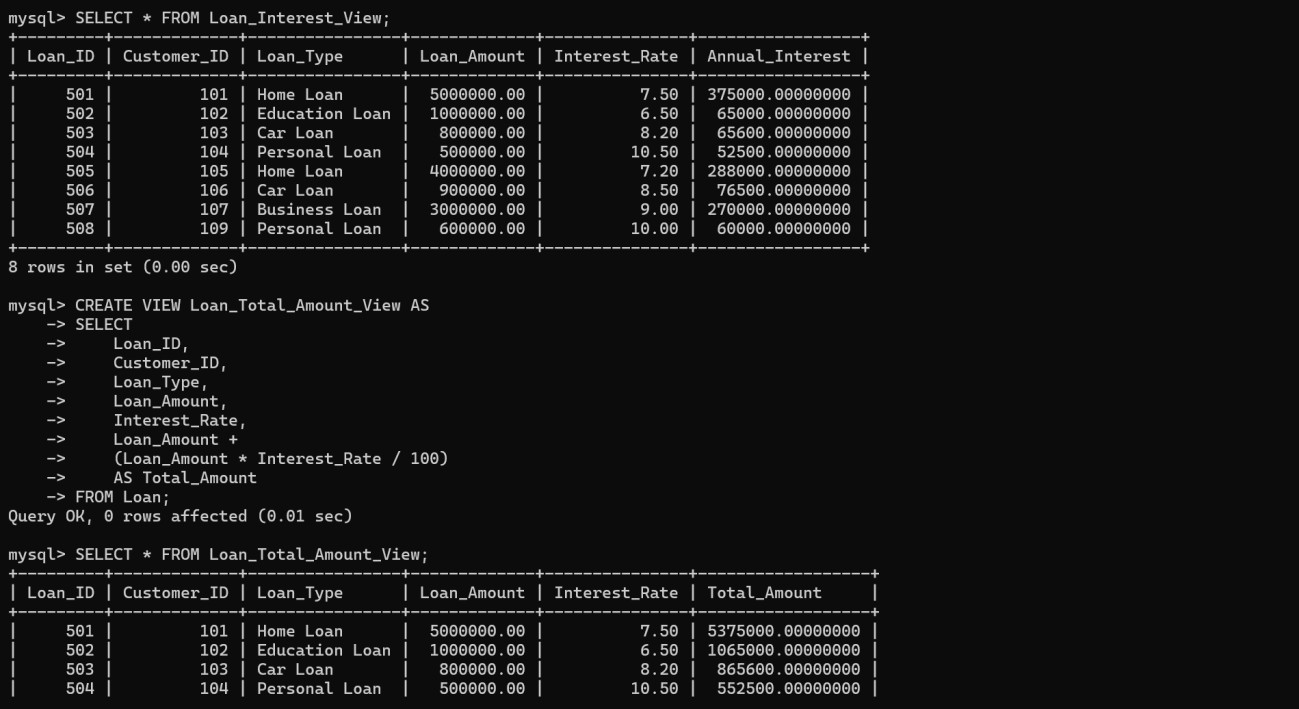 mysql> SELECT * FROM Loan_Interest_View;
+---------+-------------+----------------+-------------+---------------+-----------------+
| Loan_ID | Customer_ID | Loan_Type      | Loan_Amount | Interest_Rate | Annual_Interest |
+---------+-------------+----------------+-------------+---------------+-----------------+
|     501 |         101 | Home Loan      |  5000000.00 |          7.50 | 375000.00000000 |
|     502 |         102 | Education Loan |  1000000.00 |          6.50 |  65000.00000000 |
|     503 |         103 | Car Loan       |   800000.00 |          8.20 |  65600.00000000 |
|     504 |         104 | Personal Loan  |   500000.00 |         10.50 |  52500.00000000 |
|     505 |         105 | Home Loan      |  4000000.00 |          7.20 | 288000.00000000 |
|     506 |         106 | Car Loan       |   900000.00 |          8.50 |  76500.00000000 |
|     507 |         107 | Business Loan  |  3000000.00 |          9.00 | 270000.00000000 |
|     508 |         109 | Personal Loan  |   600000.00 |         10.00 |  60000.00000000 |
+---------+-------------+----------------+-------------+---------------+-----------------+
8 rows in set (0.00 sec)

mysql> CREATE VIEW Loan_Total_Amount_View AS
    -> SELECT
    ->     Loan_ID,
    ->     Customer_ID,
    ->     Loan_Type,
    ->     Loan_Amount,
    ->     Interest_Rate,
    ->     Loan_Amount +
    ->     (Loan_Amount * Interest_Rate / 100)
    ->     AS Total_Amount
    -> FROM Loan;
Query OK, 0 rows affected (0.01 sec)

mysql> SELECT * FROM Loan_Total_Amount_View;
+---------+-------------+----------------+-------------+---------------+------------------+
| Loan_ID | Customer_ID | Loan_Type      | Loan_Amount | Interest_Rate | Total_Amount     |
+---------+-------------+----------------+-------------+---------------+------------------+
|     501 |         101 | Home Loan      |  5000000.00 |          7.50 | 5375000.00000000 |
|     502 |         102 | Education Loan |  1000000.00 |          6.50 | 1065000.00000000 |
|     503 |         103 | Car Loan       |   800000.00 |          8.20 |  865600.00000000 |
|     504 |         104 | Personal Loan  |   500000.00 |         10.50 |  552500.00000000 |